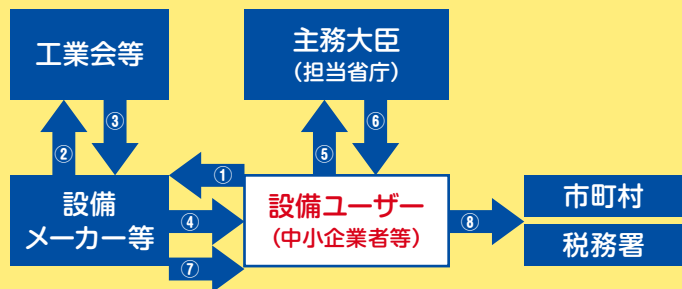 工業会等
主務大臣
（担当省庁）
②
③
⑤
⑥
①
設備
メーカー等
④
⑦
設備ユーザー
（中小企業者等）
⑧
市町村
税務署